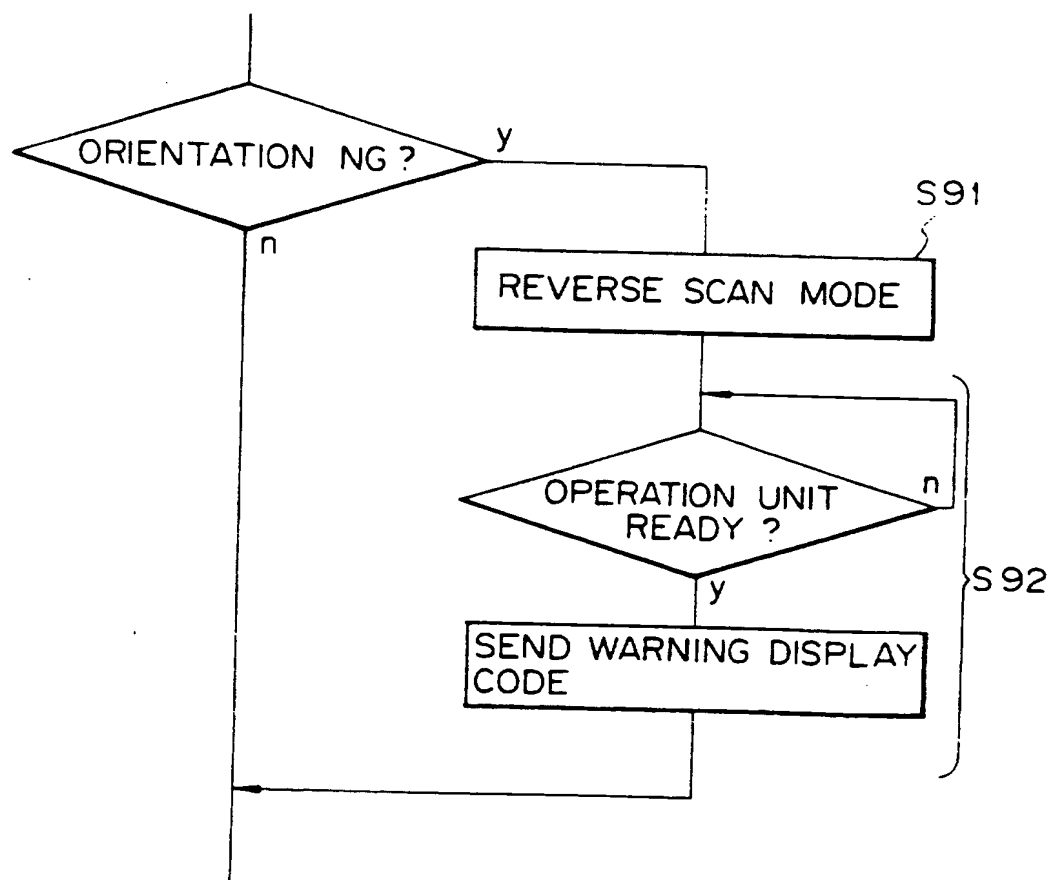 ORIENTATION NG?
y
n
S91
REVERSE SCAN MODE
OPERATION UNIT
READY ?
n
y
S92
SEND WARNING DISPLAY
CODE